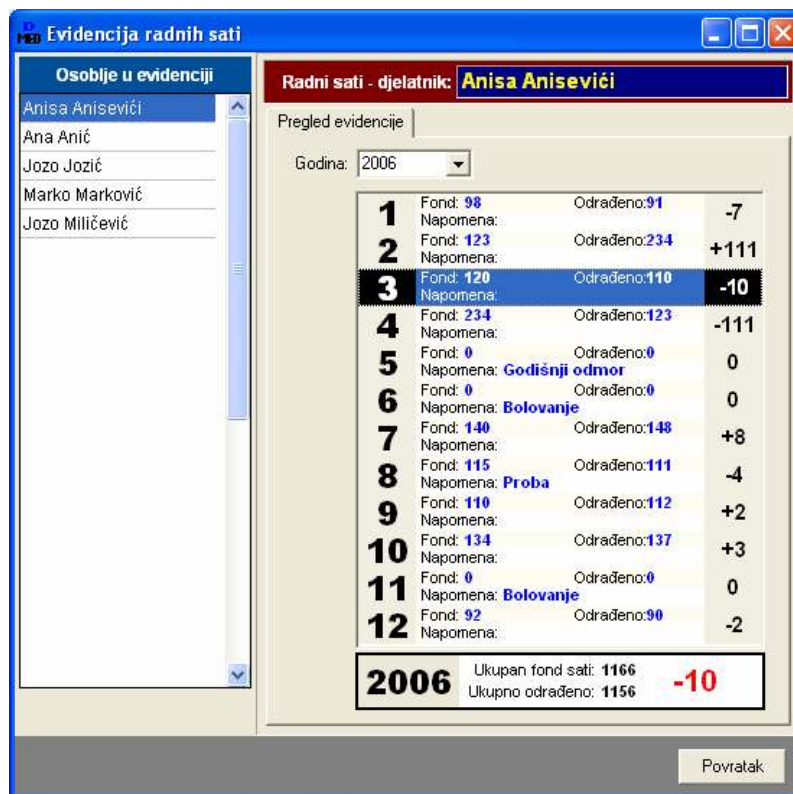 ID
MED Evidencija radnih sati
Osoblje u evidenciji
Anisa Anisevići
Ana Anić
Jozo Jozić
Marko Marković
Jozo Miličević
Radni sati - djelatnik: Anisa Anisevići
Pregled evidencije
Godina: 2006
1 Fond: 98 Odrađeno:91 -7
Napomena:
2 Fond: 123 Odrađeno:234 +111
Napomena:
3 Fond: 120 Odrađeno:110 -10
Napomena:
4 Fond: 234 Odrađeno:123 -111
Napomena:
5 Fond: 0 Odrađeno:0 0
Napomena: Godišnji odmor
6 Fond: 0 Odrađeno:0 0
Napomena: Bolovanje
7 Fond: 140 Odrađeno:148 +8
Napomena:
8 Fond: 115 Odrađeno:111 -4
Napomena: Proba
9 Fond: 110 Odrađeno:112 +2
Napomena:
10 Fond: 134 Odrađeno:137 +3
Napomena:
11 Fond: 0 Odrađeno:0 0
Napomena: Bolovanje
12 Fond: 92 Odrađeno:90 -2
Napomena:
2006 Ukupan fond sati: 1166 -10
Ukupno odrađeno: 1156
Povratak